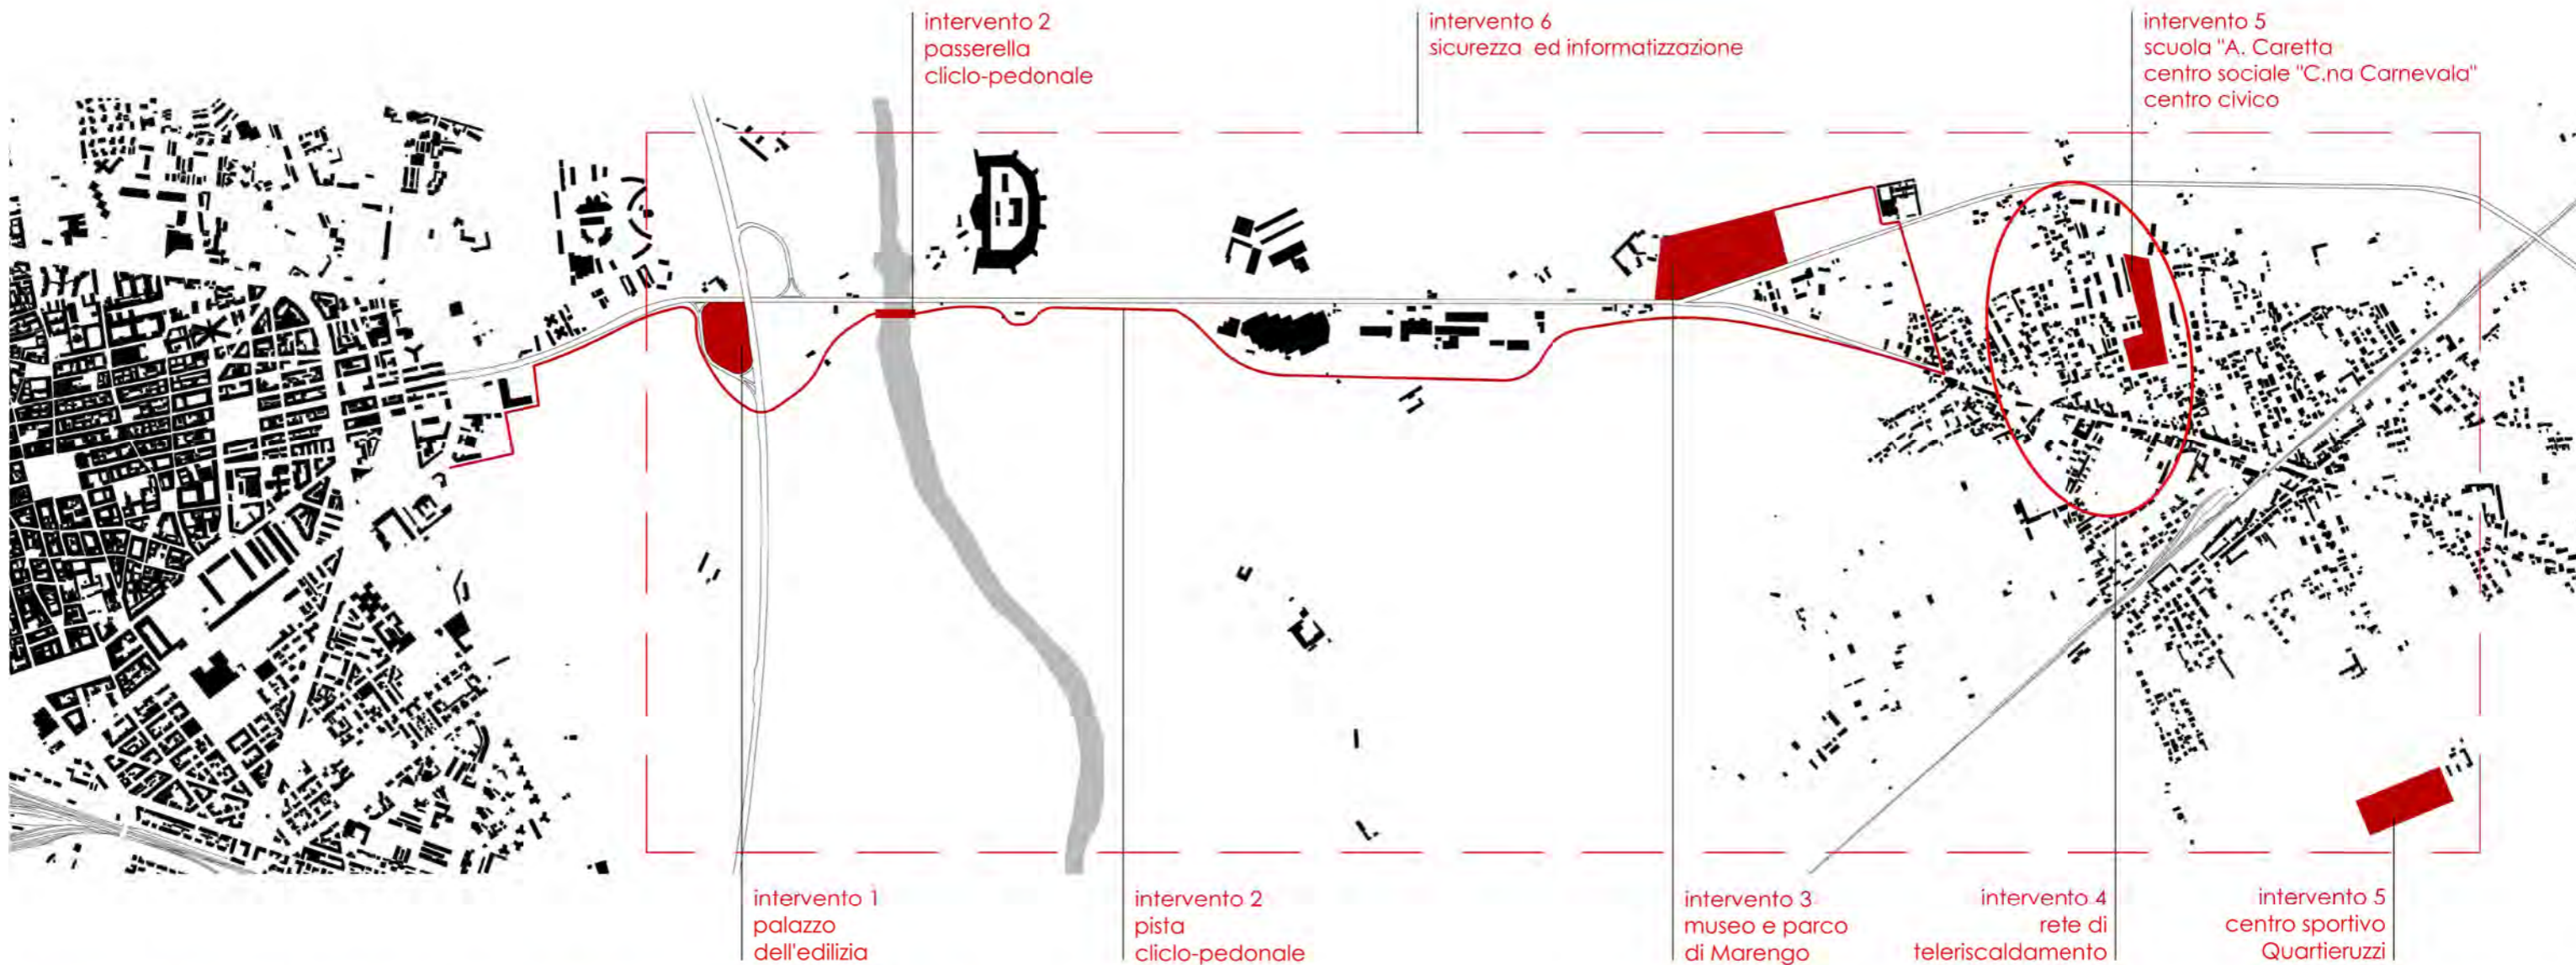 intervento 2
passerella
cliclo-pedonale
intervento 6
sicurezza ed informatizzazione
intervento 5
scuola "A. Caretta
centro sociale "C.na Carnevala"
centro civico
intervento 1
palazzo
dell'edilizia
intervento 2
pista
cliclo-pedonale
intervento 3
museo e parco
di Marengo
intervento 4
rete di
teleriscaldamento
intervento 5
centro sportivo
Quartieruzzi